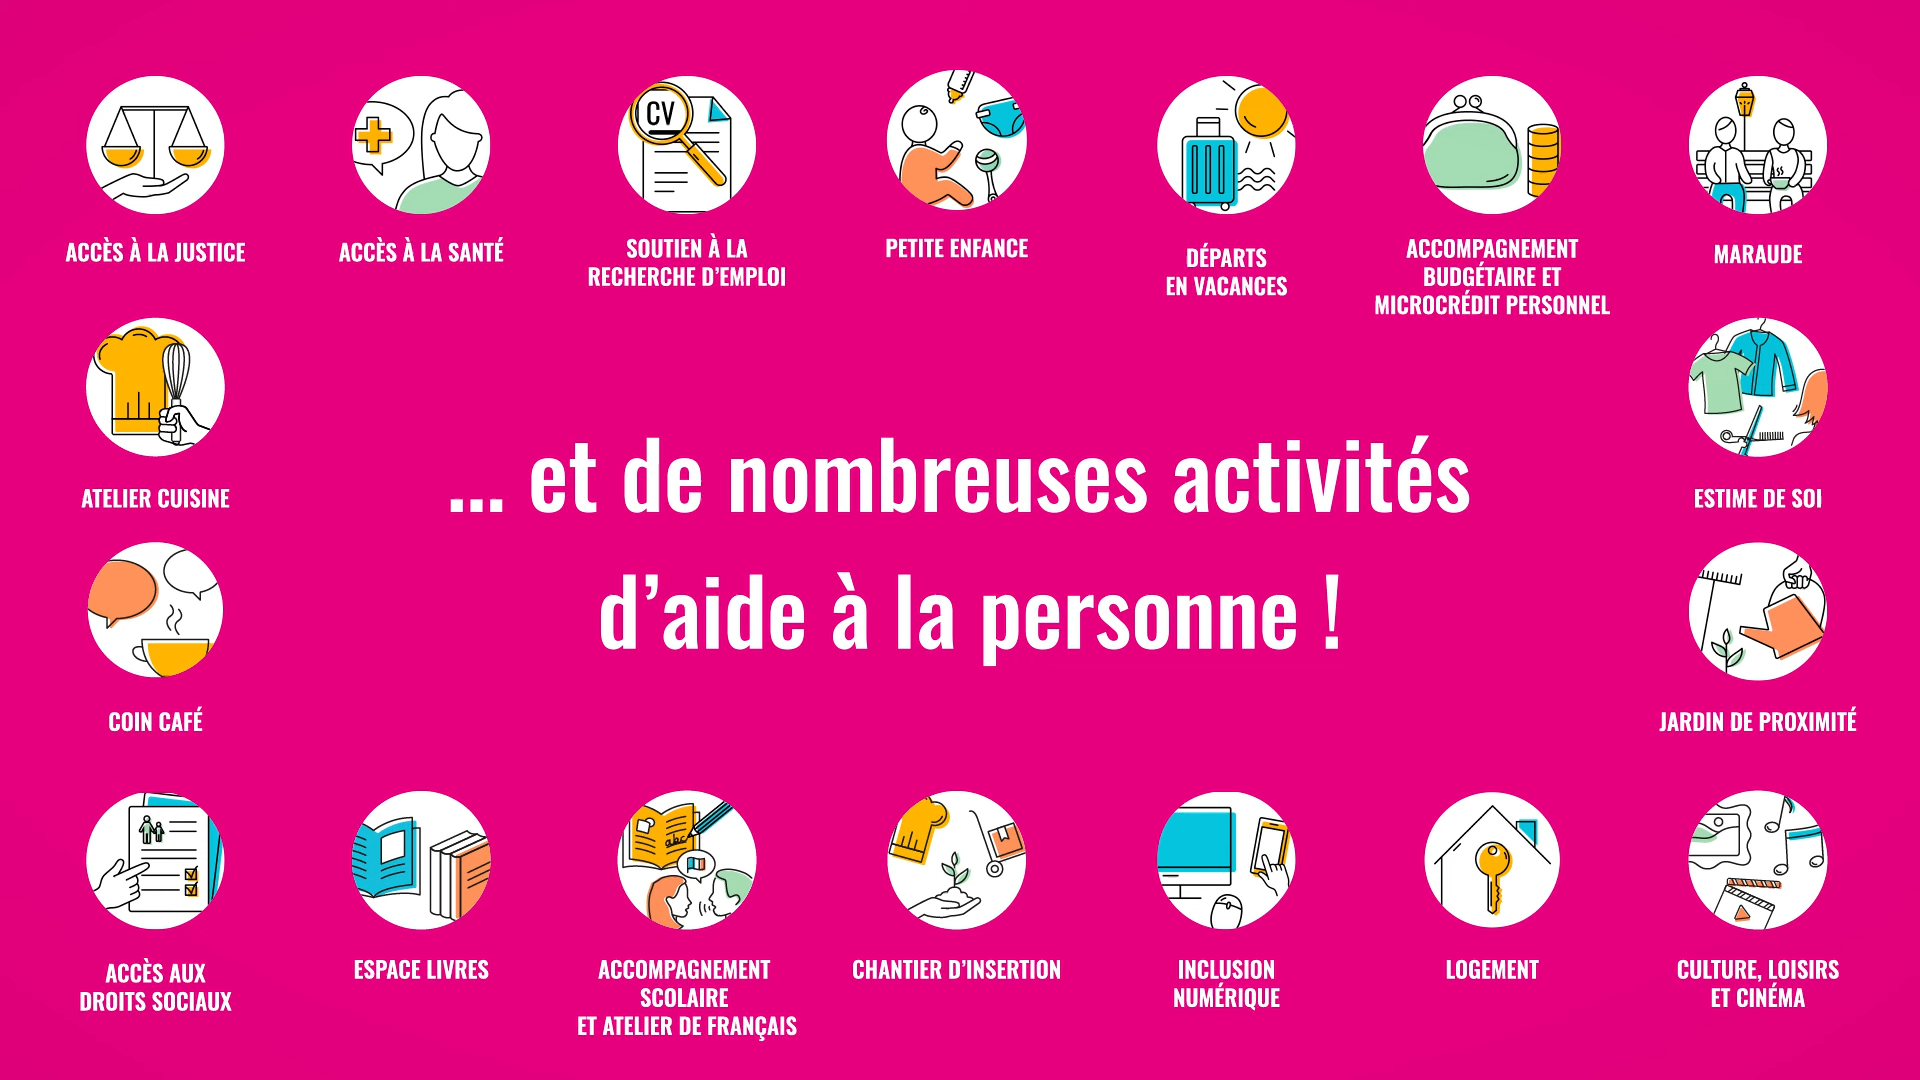 CV
ACCÈS À LA JUSTICE
ACCÈS À LA SANTÉ
SOUTIEN À LA
RECHERCHE D'EMPLOI
PETITE ENFANCE
DÉPARTS
EN VACANCES
ACCOMPAGNEMENT
BUDGÉTAIRE ET
MICROCRÉDIT PERSONNEL
MARAUDE
ATELIER CUISINE
ESTIME DE SOI
... et de nombreuses activités
d'aide à la personne !
COIN CAFÉ
JARDIN DE PROXIMITÉ
abc
ACCÈS AUX
DROITS SOCIAUX
ESPACE LIVRES
ACCOMPAGNEMENT
SCOLAIRE
ET ATELIER DE FRANÇAIS
CHANTIER D'INSERTION
INCLUSION
NUMÉRIQUE
LOGEMENT
CULTURE, LOISIRS
ET CINÉMA